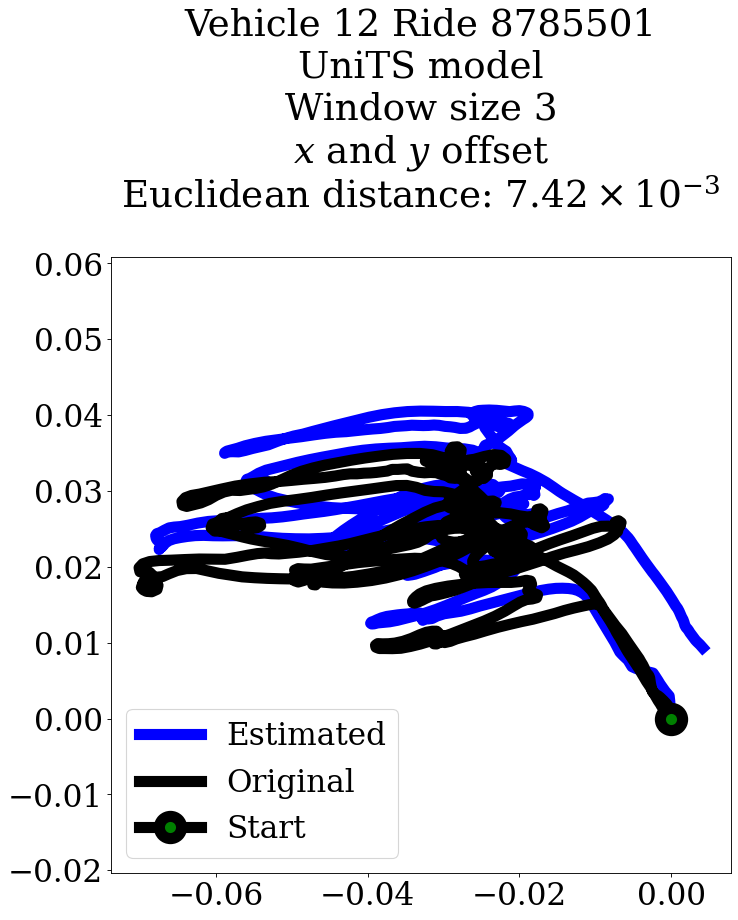 Vehicle 12 Ride 8785501
UniTS model
Window size 3
x and y offset
Euclidean distance: 7.42 × 10⁻³
0.06
0.05
0.04
0.03
0.02
0.01
0.00
−0.01
−0.02
Estimated
Original
Start
−0.06
−0.04
−0.02
0.00